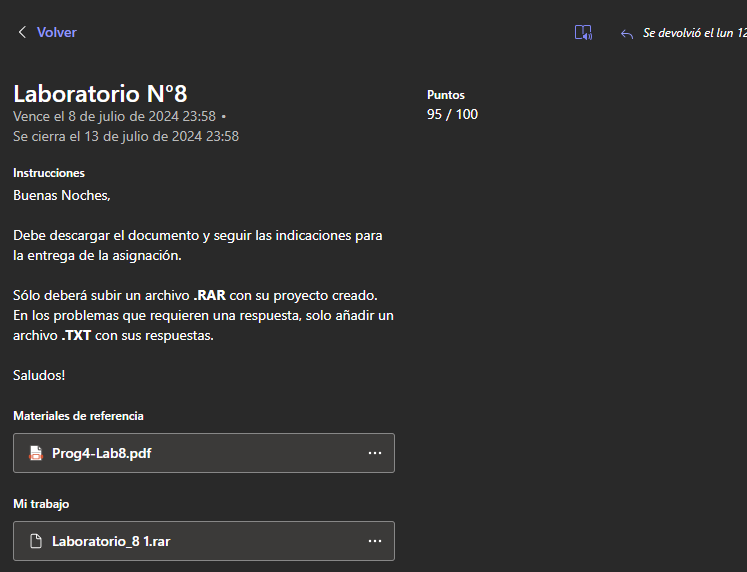 Volver
Se devolvió el lun 12
Laboratorio N°8
Vence el 8 de julio de 2024 23:58 •
Se cierra el 13 de julio de 2024 23:58
Puntos
95 / 100
Instrucciones
Buenas Noches,
Debe descargar el documento y seguir las indicaciones para
la entrega de la asignación.
Sólo deberá subir un archivo .RAR con su proyecto creado.
En los problemas que requieren una respuesta, solo añadir un
archivo .TXT con sus respuestas.
Saludos!
Materiales de referencia
Prog4-Lab8.pdf
Mi trabajo
Laboratorio_8 1.rar